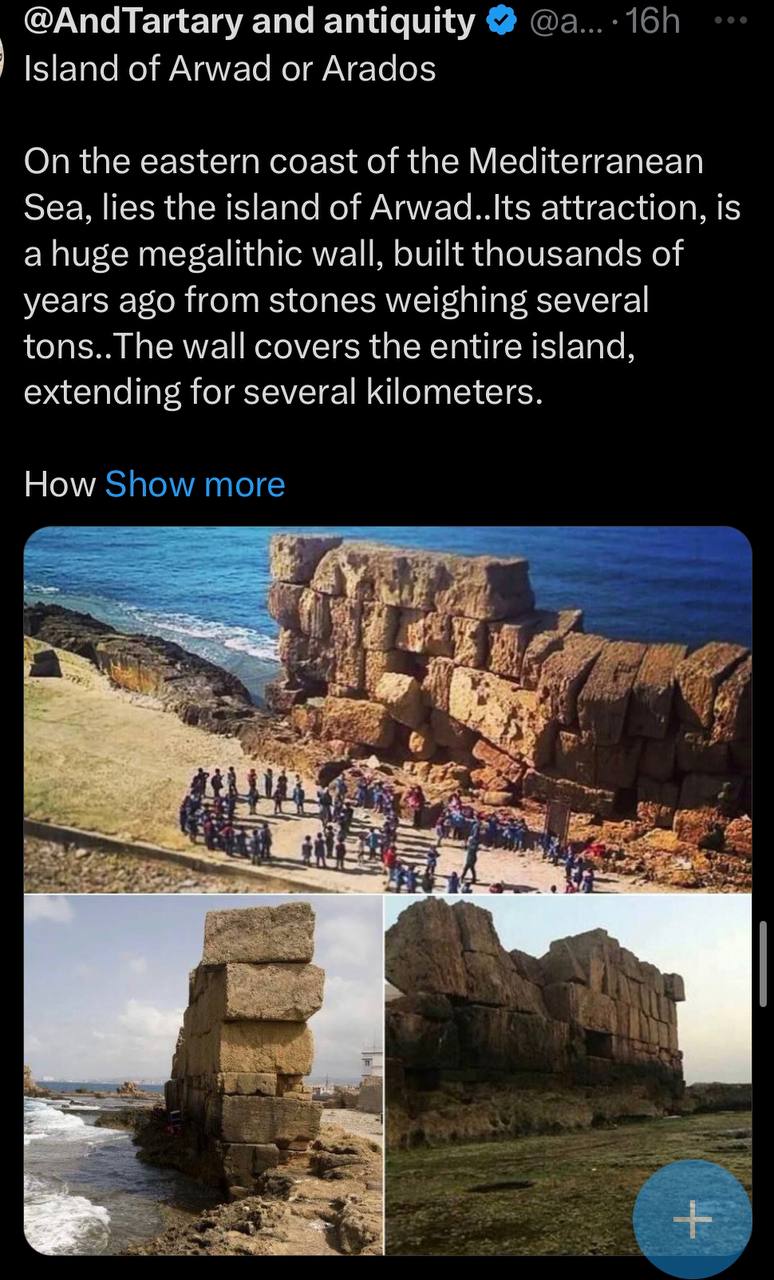 @AndTartary and antiquity @a... · 16h
Island of Arwad or Arados
On the eastern coast of the Mediterranean
Sea, lies the island of Arwad..Its attraction, is
a huge megalithic wall, built thousands of
years ago from stones weighing several
tons..The wall covers the entire island,
extending for several kilometers.
How Show more